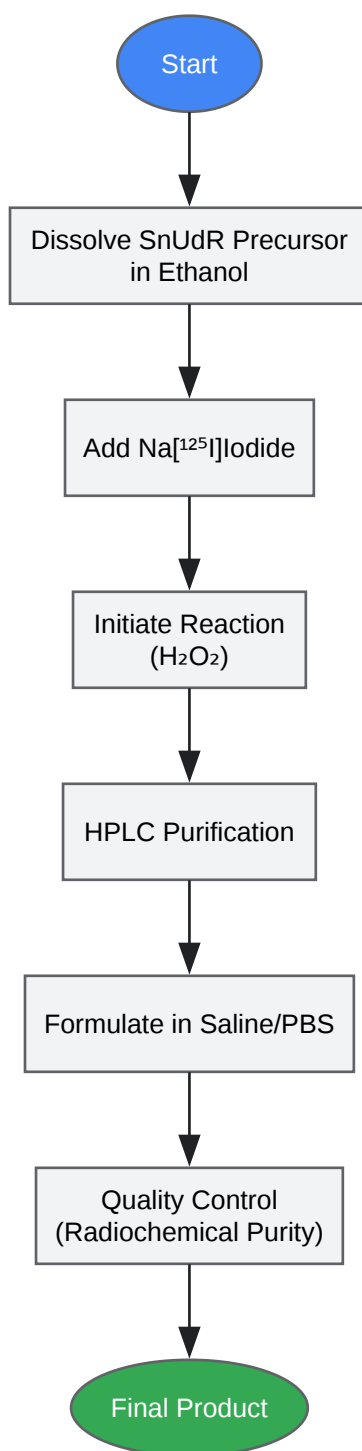 Start
Dissolve SnUdR Precursor
in Ethanol
Add Na[¹²⁵I]Iodide
Initiate Reaction
(H₂O₂)
HPLC Purification
Formulate in Saline/PBS
Quality Control
(Radiochemical Purity)
Final Product